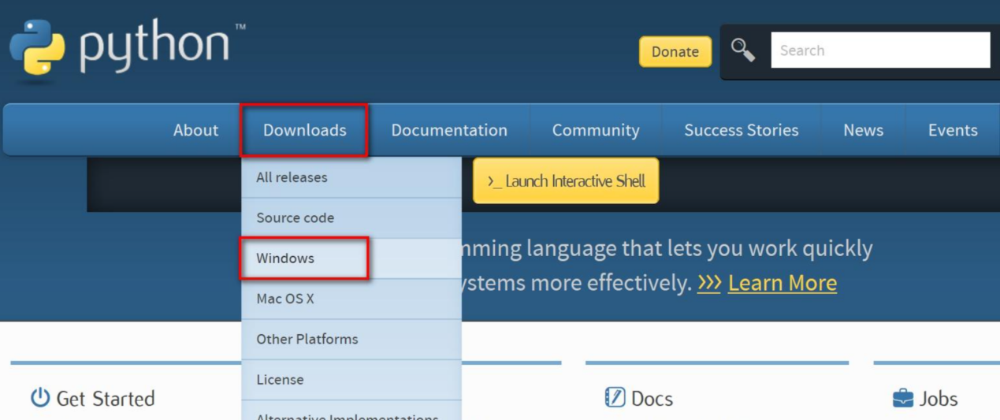 python™
Donate
Search
About Downloads Documentation Community Success Stories News Events
All releases
>_ Launch Interactive Shell
Source code
Windows
mming language that lets you work quickly
ystems more effectively. >>> Learn More
Mac OS X
Other Platforms
License
Alternative Implementations
Get Started
Docs
Jobs